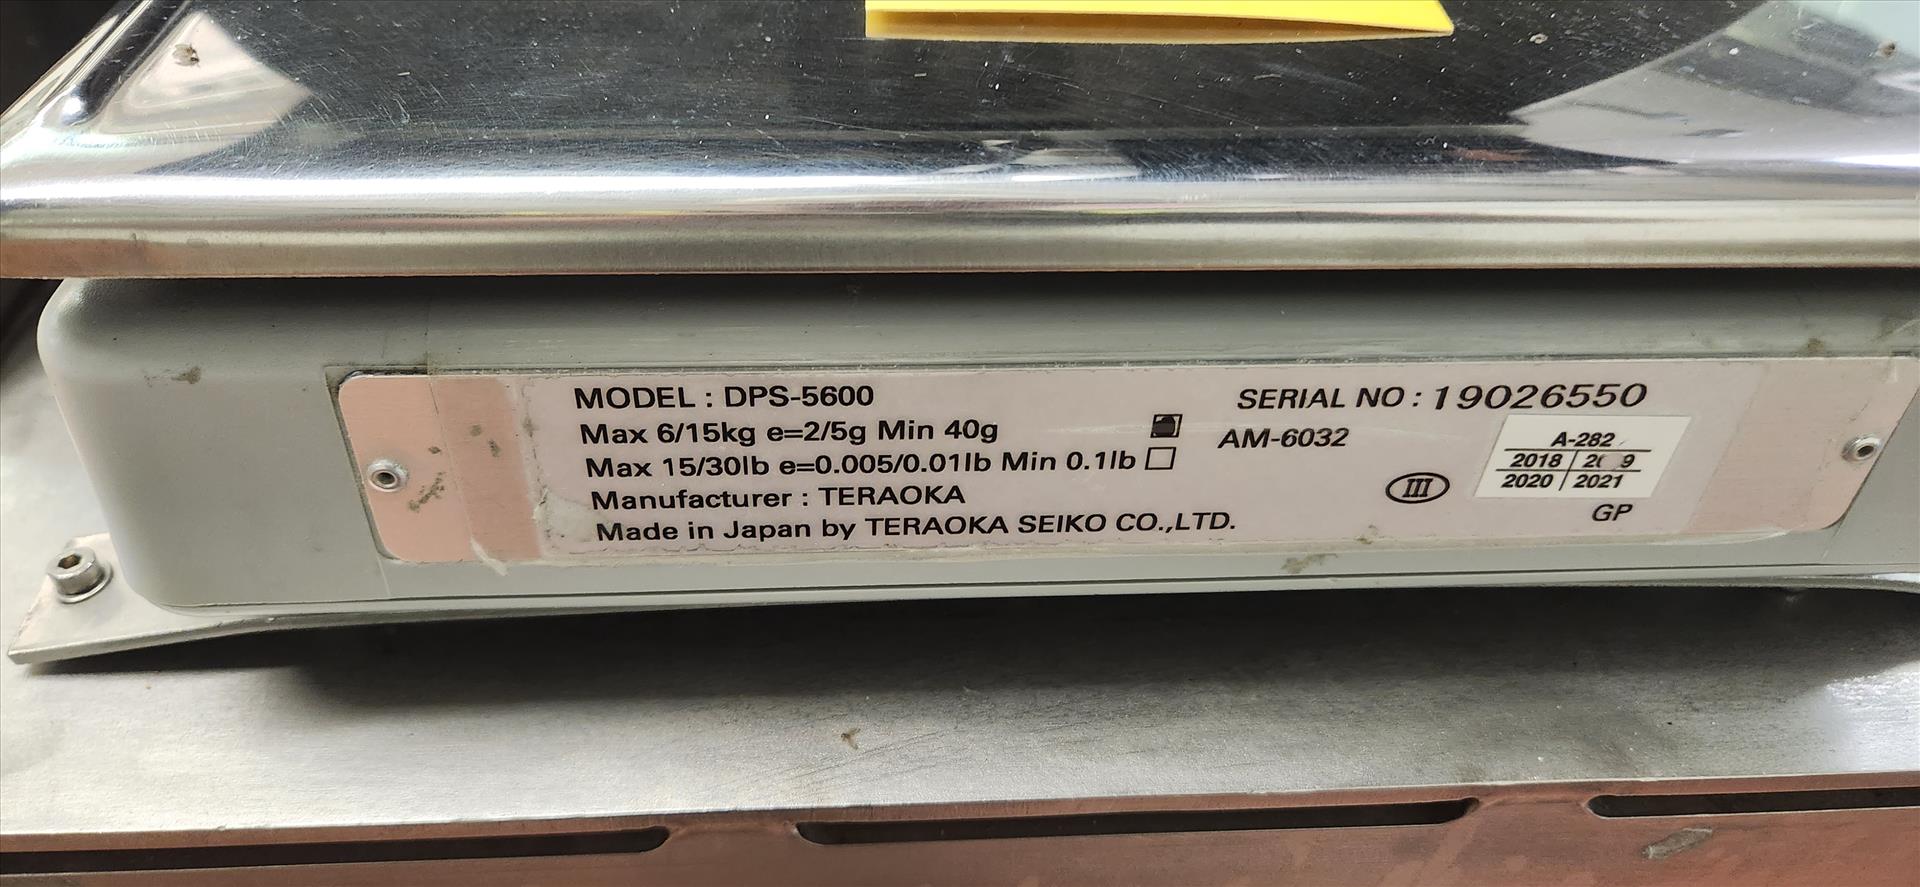 MODEL : DPS-5600
Max 6/15kg e=2/5g Min 40g
Max 15/30lb e=0.005/0.01lb Min 0.1lb
Manufacturer : TERAOKA
Made in Japan by TERAOKA SEIKO CO.,LTD.
SERIAL NO : 19026550
AM-6032
III
A-282
2018
2020 2021
GP